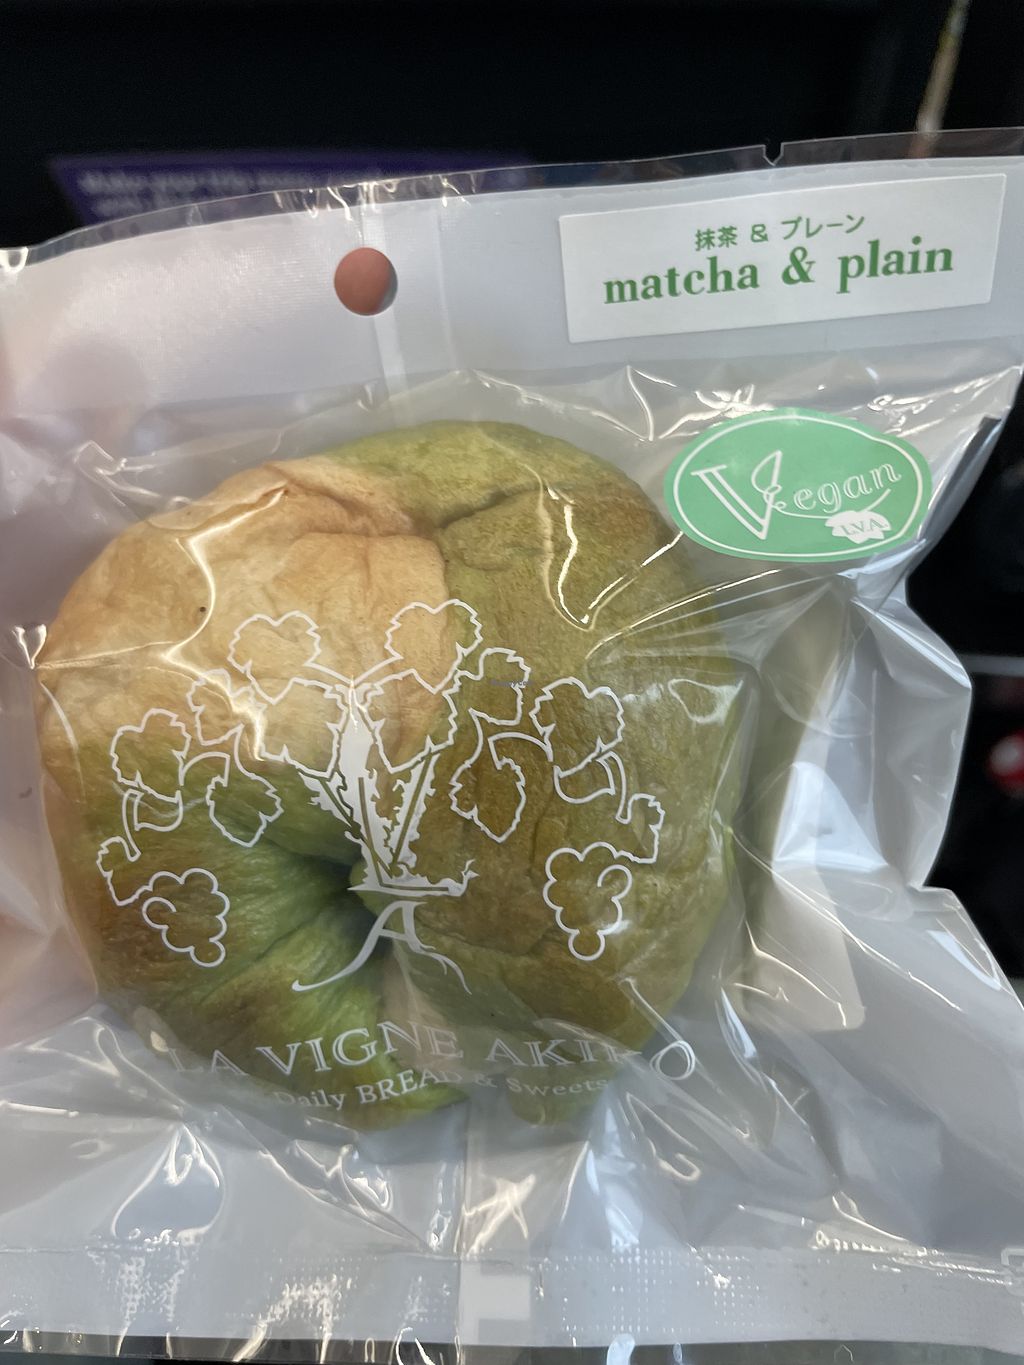 抹茶 & プレーン
matcha & plain
Vegan
L.V.A
LA VIGNE AKIKO
Daily BREAD & Sweets